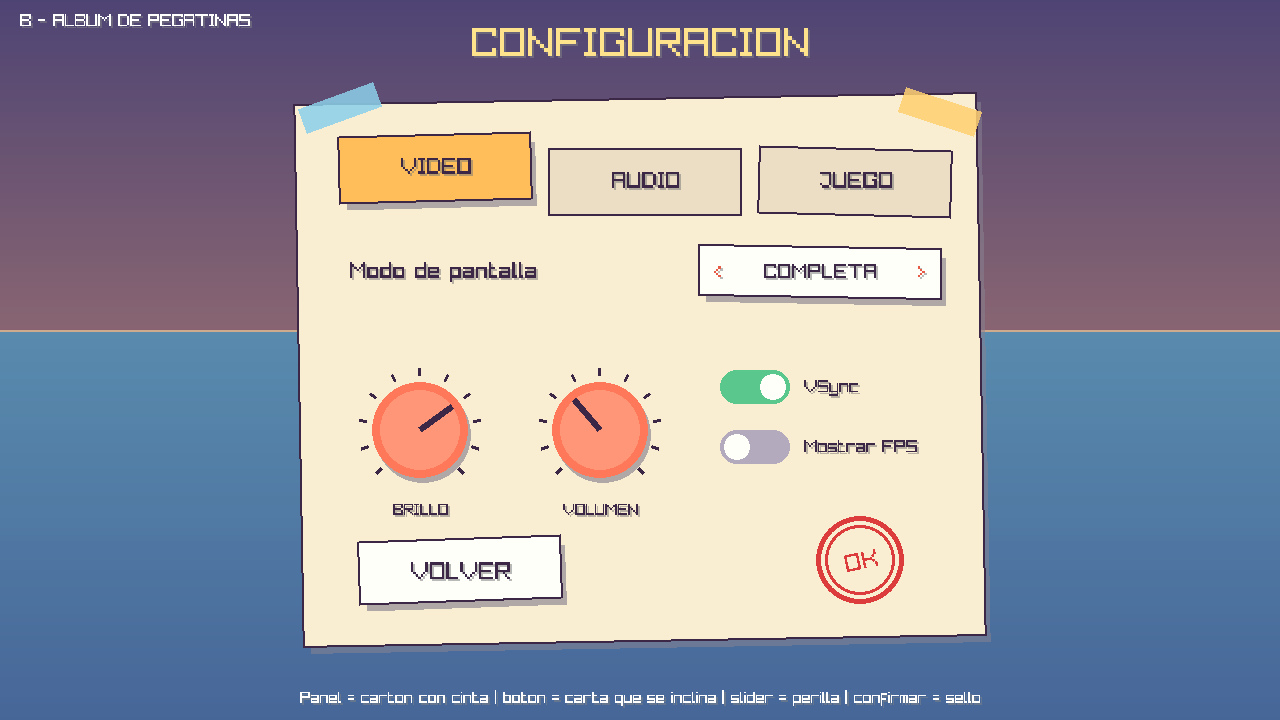 B - ALBUM DE PEGATINAS
CONFIGURACION
VIDEO
AUDIO
JUEGO
Modo de pantalla
< COMPLETA >
VSync
Mostrar FPS
BRILLO
VOLUMEN
VOLVER
OK
Panel = carton con cinta | boton = carta que se inclina | slider = perilla | confirmar = sello